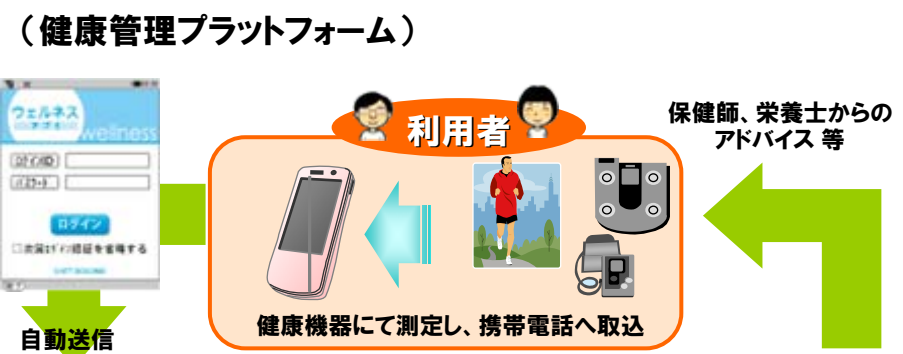 （健康管理プラットフォーム）
ウェルネス
wellness
ログイン
利用者
保健師、栄養士からの
アドバイス 等
健康機器にて測定し、携帯電話へ取込
自動送信